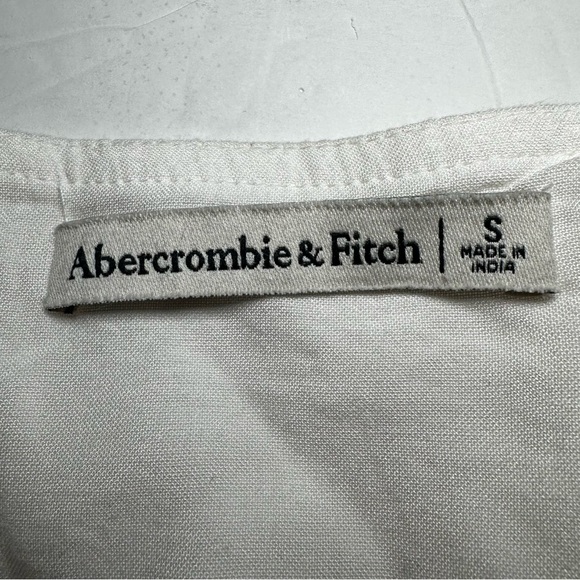 Abercrombie & Fitch | S
MADE IN
INDIA